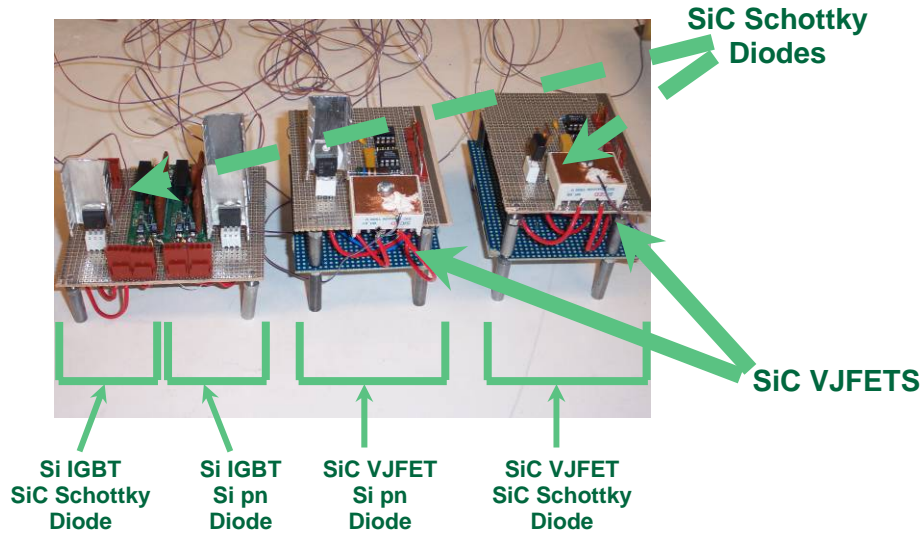 SiC Schottky
Diodes
SiC VJFETS
Si IGBT
SiC Schottky
Diode
Si IGBT
Si pn
Diode
SiC VJFET
Si pn
Diode
SiC VJFET
SiC Schottky
Diode